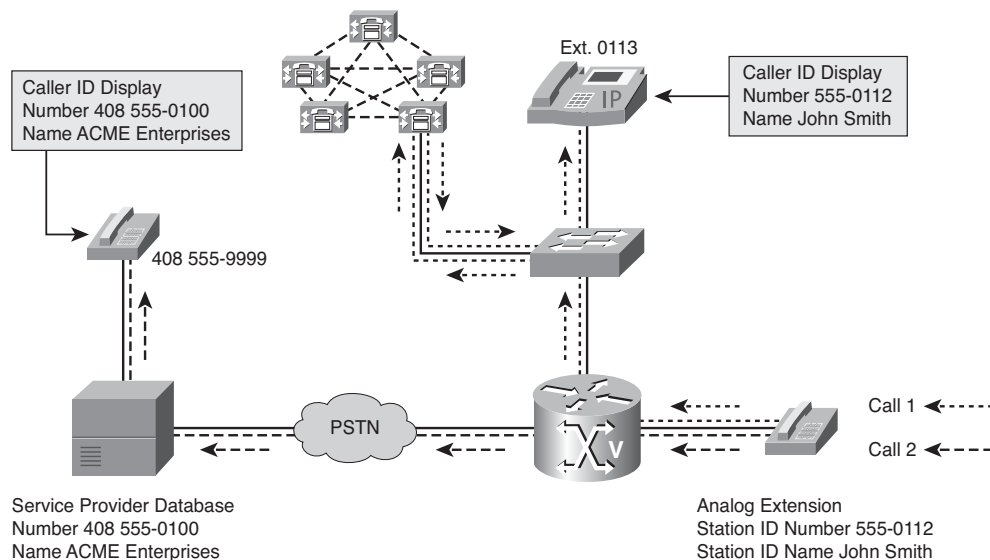 Caller ID Display
Number 408 555-0100
Name ACME Enterprises
Ext. 0113
IP
Caller ID Display
Number 555-0112
Name John Smith
408 555-9999
PSTN
V
Call 1
Call 2
Service Provider Database
Number 408 555-0100
Name ACME Enterprises
Analog Extension
Station ID Number 555-0112
Station ID Name John Smith